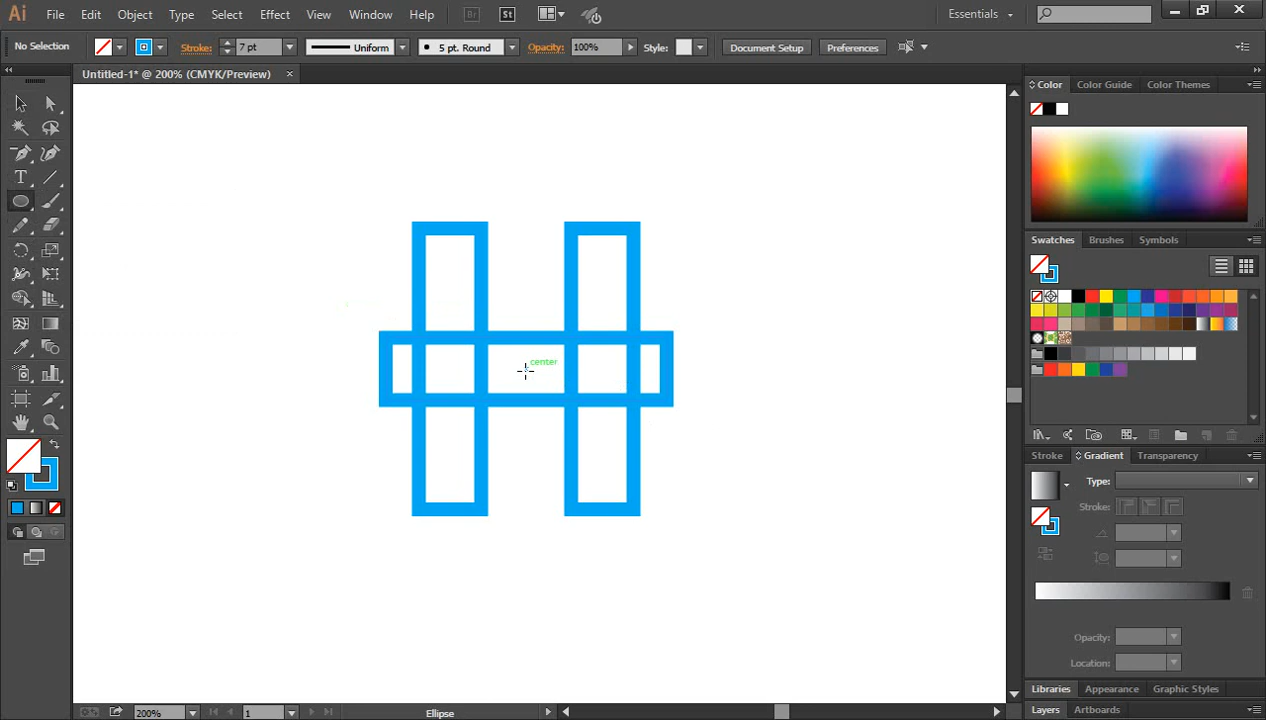 Ai File Edit Object Type Select Effect View Window Help Br St Essentials
No Selection Stroke: 7 pt Uniform 5 pt. Round Opacity: 100% Style: Document Setup Preferences
Untitled-1* @ 200% (CMYK/Preview)
Color Color Guide Color Themes
Swatches Brushes Symbols
center
Stroke Gradient Transparency
Type:
Stroke:
Opacity:
Location:
Libraries Appearance Graphic Styles
Layers Artboards
200% 1 Ellipse